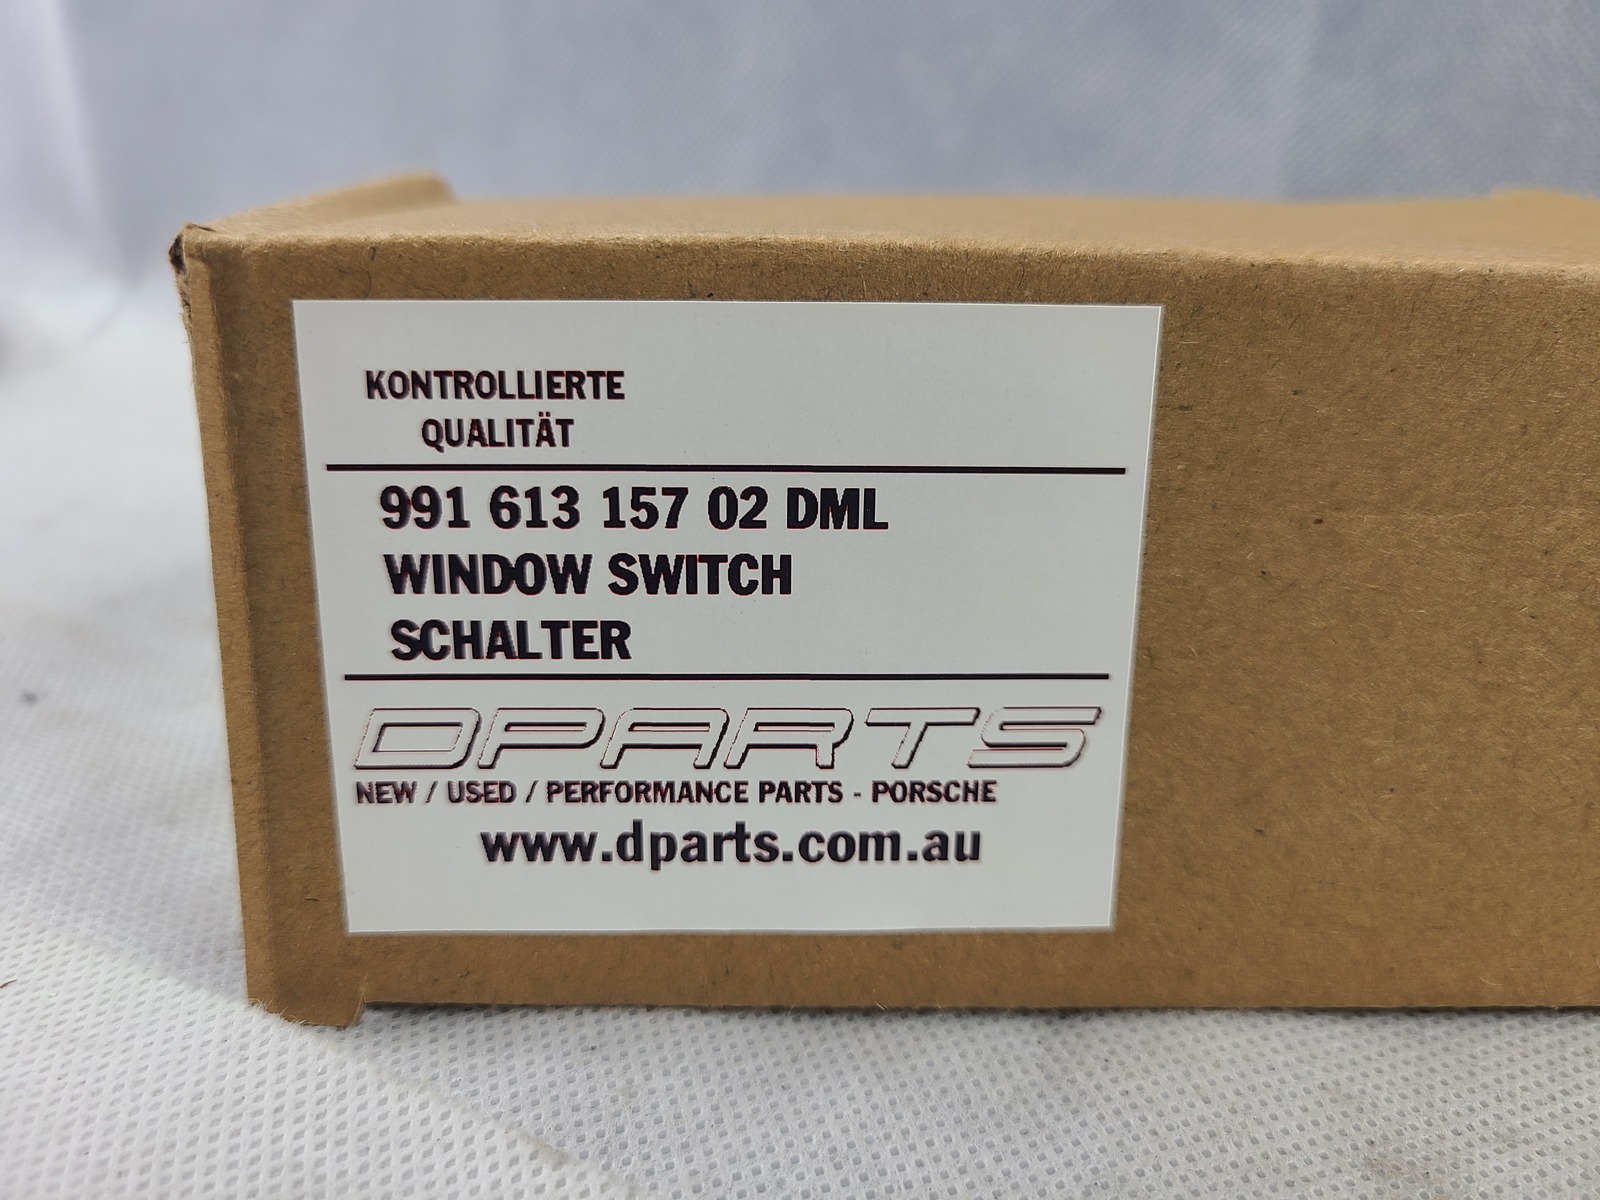 KONTROLLIERTE
QUALITÄT
991 613 157 02 DML
WINDOW SWITCH
SCHALTER
DPARTS
NEW / USED / PERFORMANCE PARTS - PORSCHE
www.dparts.com.au